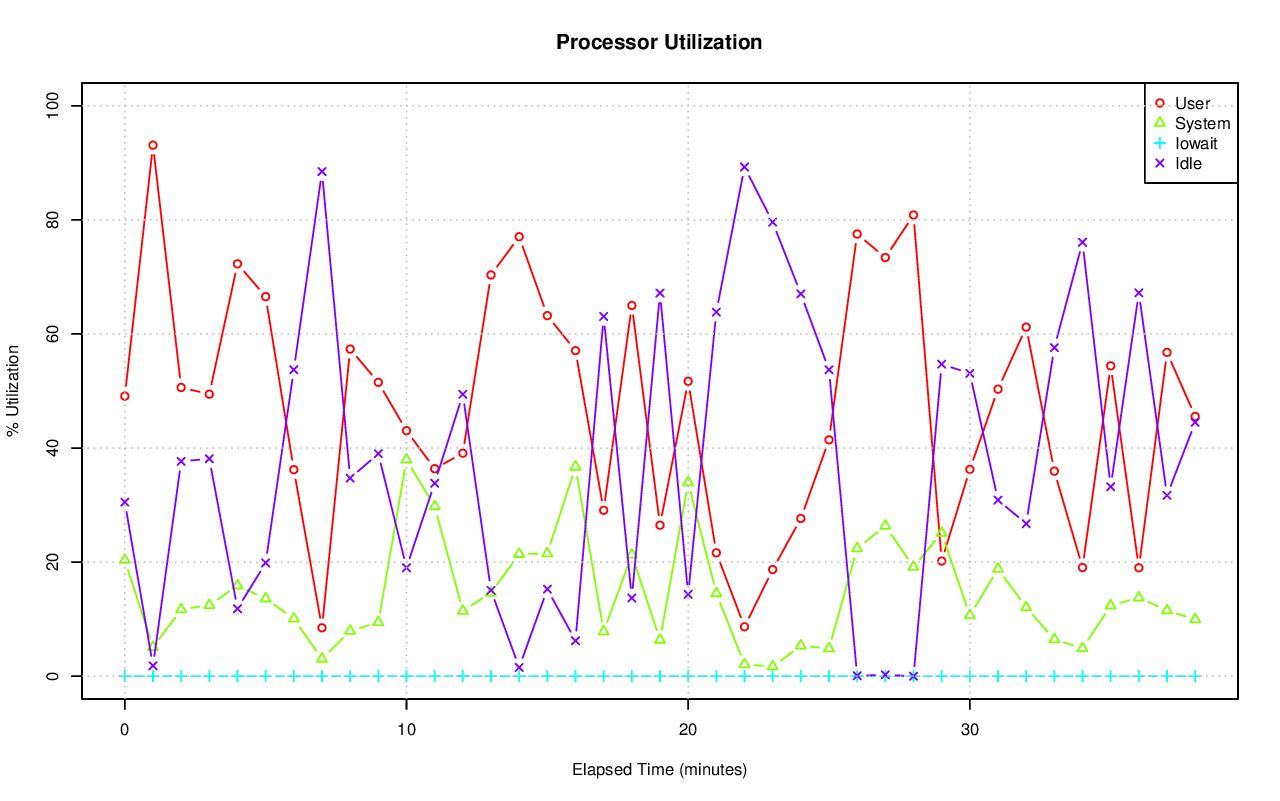 Processor Utilization
% Utilization
100
80
60
40
20
0
User
System
Iowait
Idle
0 10 20 30
Elapsed Time (minutes)